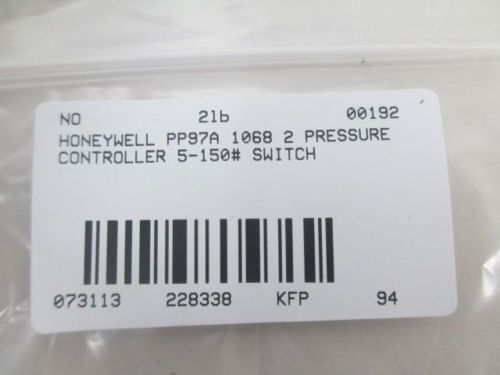 NO 21b 00192
HONEYWELL PP97A 1068 2 PRESSURE
CONTROLLER 5-150# SWITCH
073113 228338 KFP 94